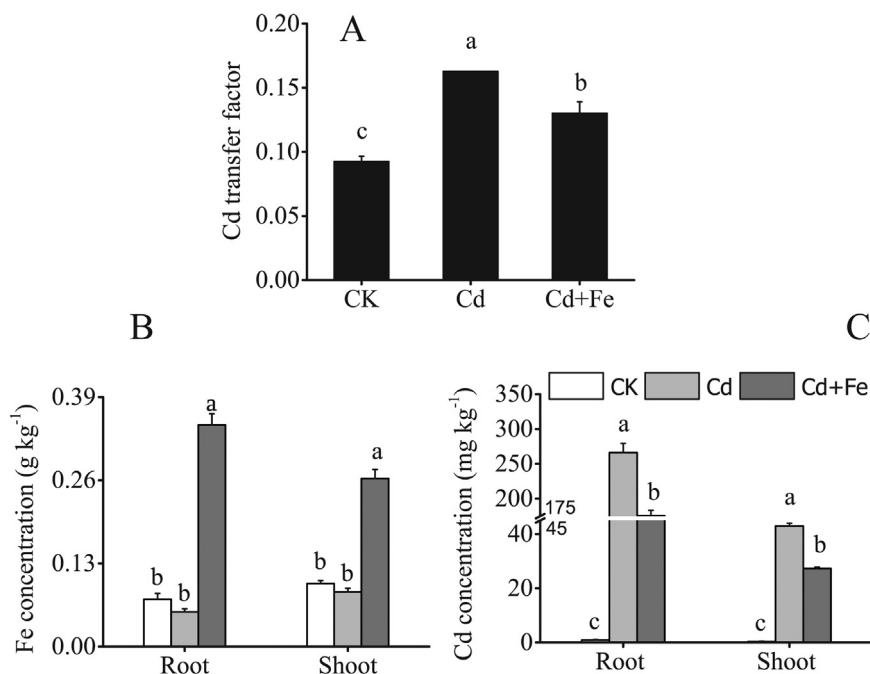 A
Cd transfer factor
0.20
0.15
0.10
0.05
0.00
c
a
b
CK
Cd
Cd+Fe
B
Fe concentration (g kg⁻¹)
0.39
0.26
0.13
0.00
b
b
a
b
b
a
Root
Shoot
C
CK
Cd
Cd+Fe
Cd concentration (mg kg⁻¹)
350
300
250
200
175
45
40
20
0
c
a
b
c
a
b
Root
Shoot